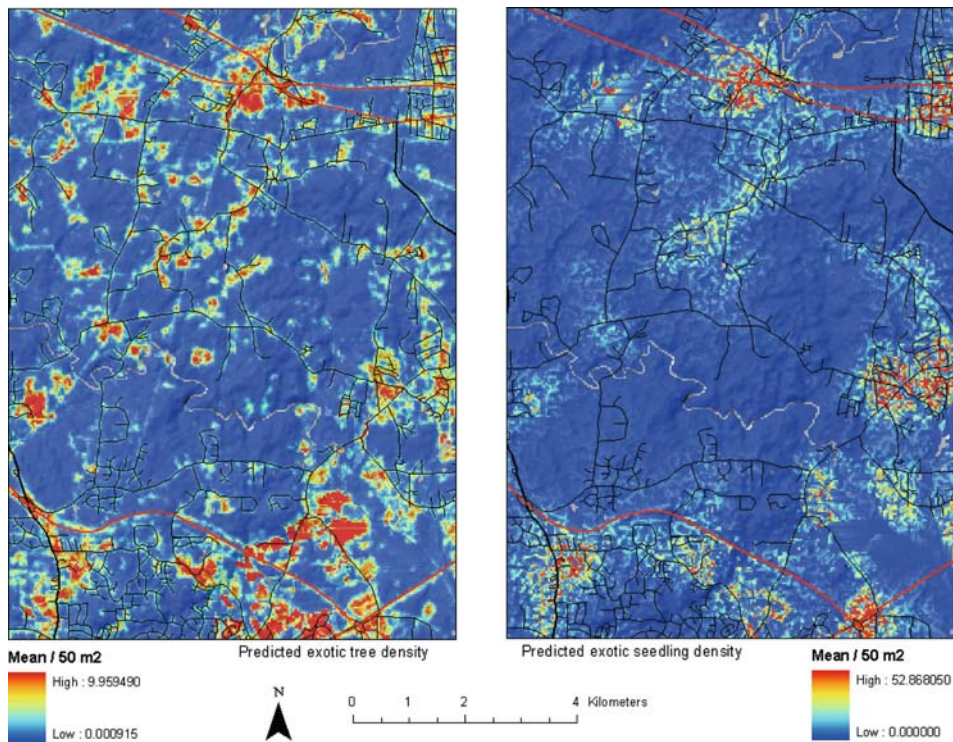 Predicted exotic tree density
Predicted exotic seedling density
Mean / 50 m2
High : 9.959490
Low : 0.000915
N
0 1 2 4 Kilometers
Mean / 50 m2
High : 52.868050
Low : 0.000000